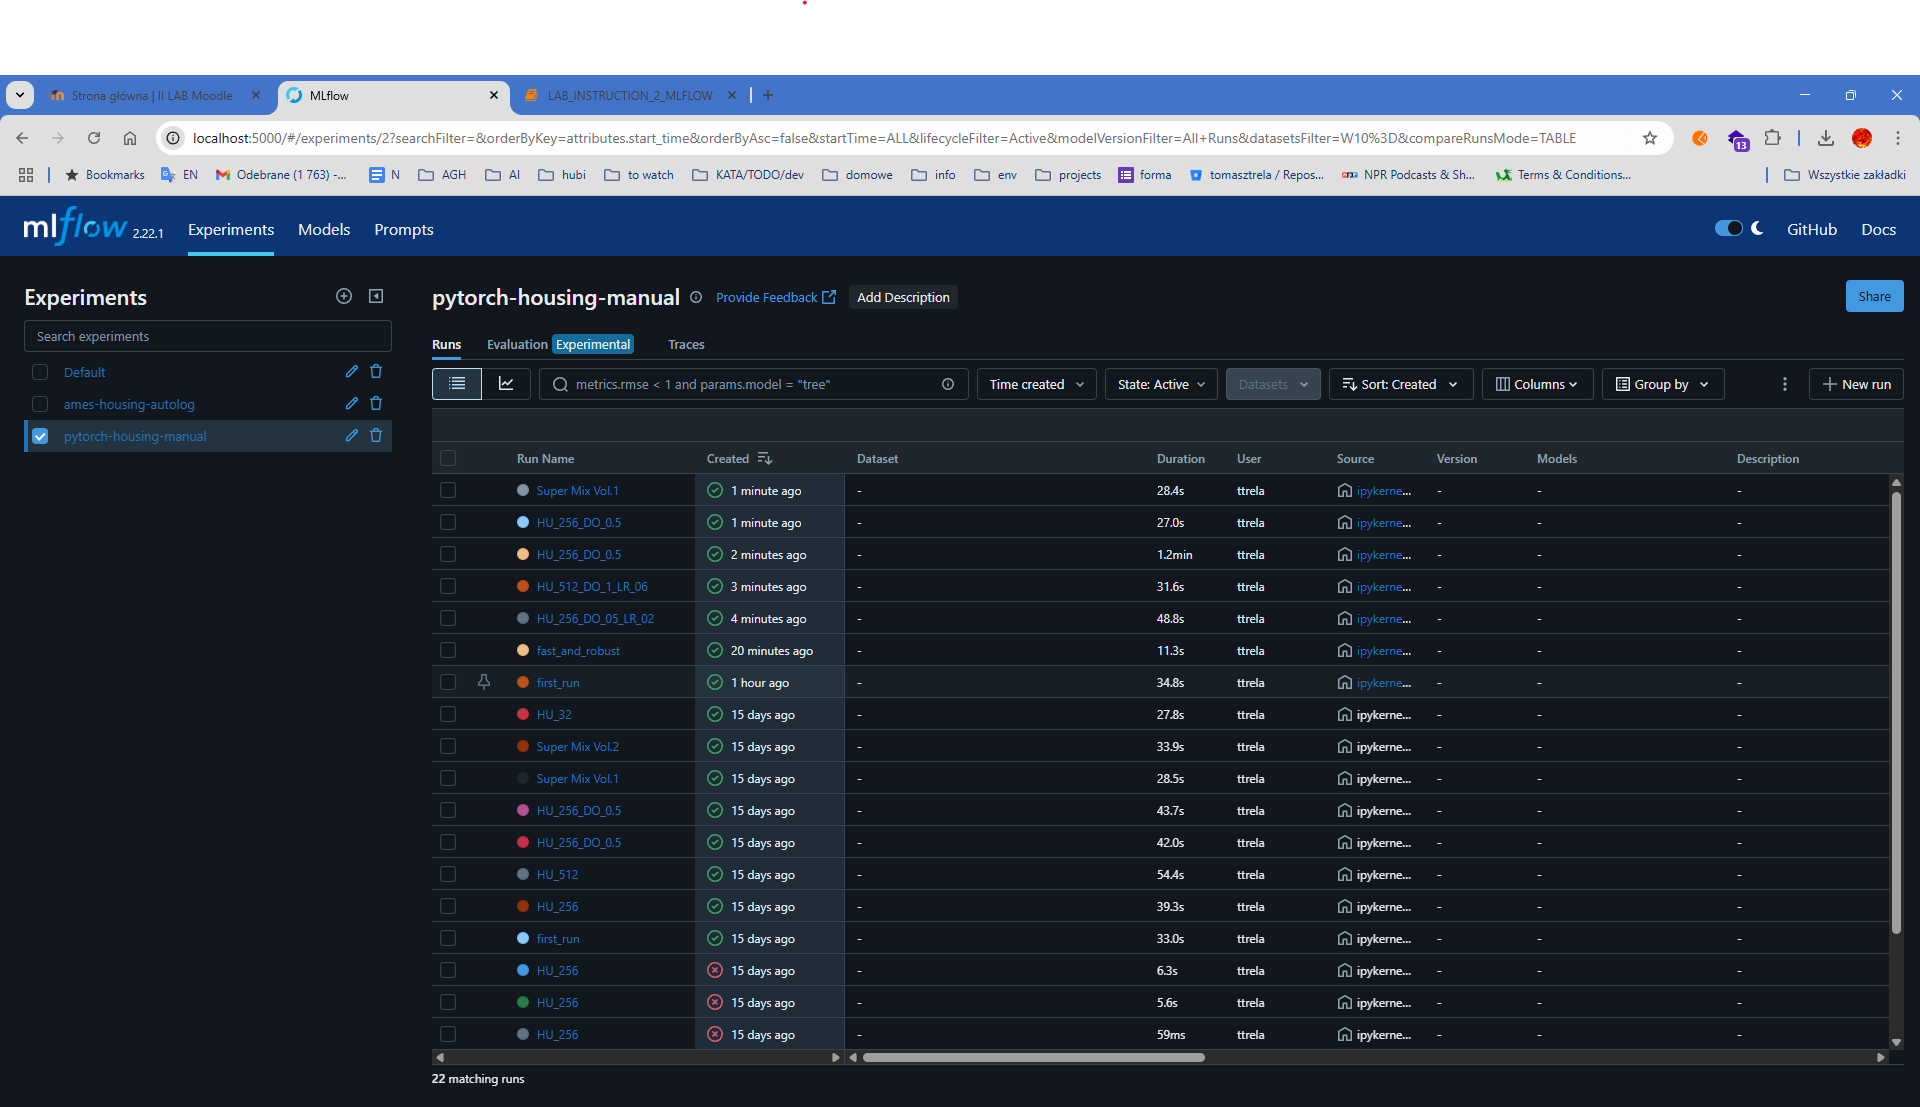 Strona główna | II LAB Moodle
MLflow
LAB_INSTRUCTION_2_MLFLOW
localhost:5000/#/experiments/2?searchFilter=&orderByKey=attributes.start_time&orderByAsc=false&startTime=ALL&lifecycleFilter=Active&modelVersionFilter=All+Runs&datasetsFilter=W10%3D&compareRunsMode=TABLE
13
Bookmarks EN Odebrane (1 763) -... N AGH AI hubi to watch KATA/TODO/dev domowe info env projects forma tomasztrela / Repos... NPR Podcasts & Sh... Terms & Conditions... Wszystkie zakładki
mlflow 2.22.1 Experiments Models Prompts GitHub Docs
Experiments
Search experiments
Default
ames-housing-autolog
pytorch-housing-manual
pytorch-housing-manual Provide Feedback Add Description Share
Runs Evaluation Experimental Traces
metrics.rmse < 1 and params.model = "tree" Time created State: Active Datasets Sort: Created Columns Group by New run
Run Name Created Dataset Duration User Source Version Models Description
Super Mix Vol.1 1 minute ago - 28.4s ttrela ipykerne... - - -
HU_256_DO_0.5 1 minute ago - 27.0s ttrela ipykerne... - - -
HU_256_DO_0.5 2 minutes ago - 1.2min ttrela ipykerne... - - -
HU_512_DO_1_LR_06 3 minutes ago - 31.6s ttrela ipykerne... - - -
HU_256_DO_05_LR_02 4 minutes ago - 48.8s ttrela ipykerne... - - -
fast_and_robust 20 minutes ago - 11.3s ttrela ipykerne... - - -
first_run 1 hour ago - 34.8s ttrela ipykerne... - - -
HU_32 15 days ago - 27.8s ttrela ipykerne... - - -
Super Mix Vol.2 15 days ago - 33.9s ttrela ipykerne... - - -
Super Mix Vol.1 15 days ago - 28.5s ttrela ipykerne... - - -
HU_256_DO_0.5 15 days ago - 43.7s ttrela ipykerne... - - -
HU_256_DO_0.5 15 days ago - 42.0s ttrela ipykerne... - - -
HU_512 15 days ago - 54.4s ttrela ipykerne... - - -
HU_256 15 days ago - 39.3s ttrela ipykerne... - - -
first_run 15 days ago - 33.0s ttrela ipykerne... - - -
HU_256 15 days ago - 6.3s ttrela ipykerne... - - -
HU_256 15 days ago - 5.6s ttrela ipykerne... - - -
HU_256 15 days ago - 59ms ttrela ipykerne... - - -
22 matching runs